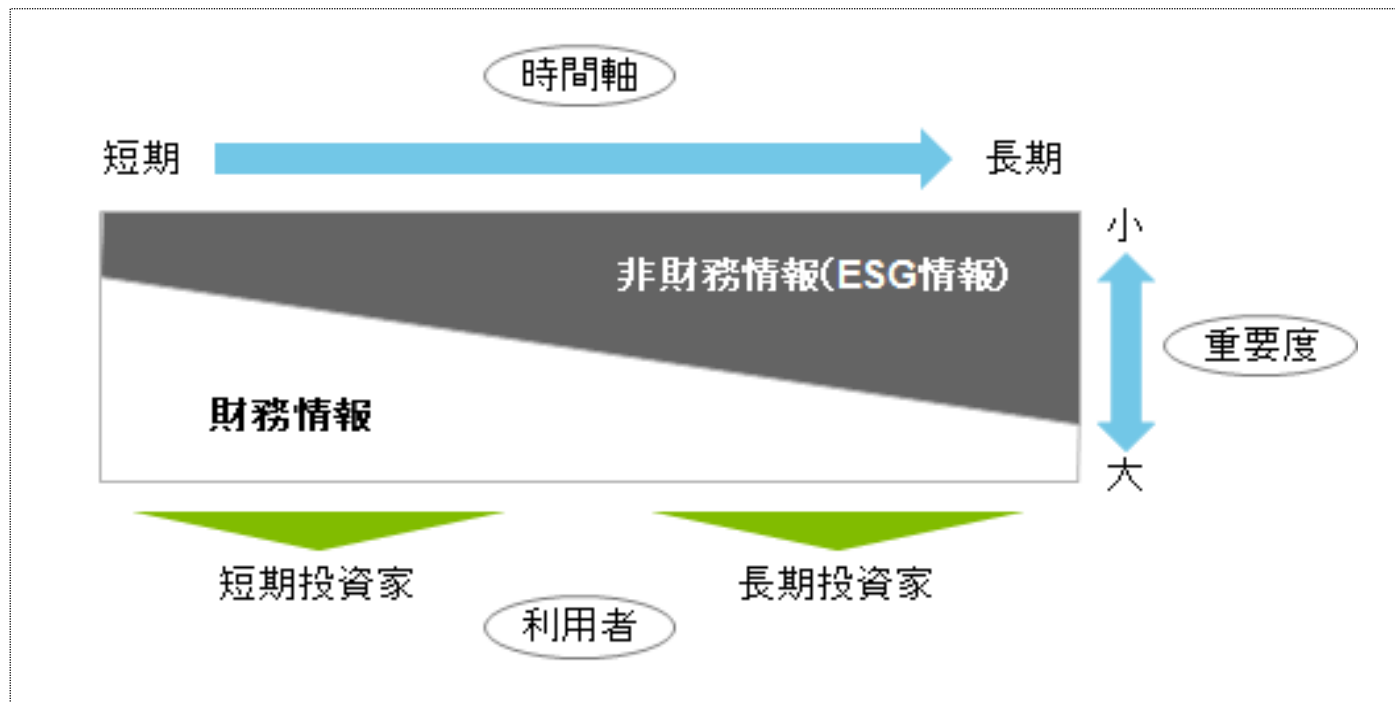 時間軸
短期
長期
小
非財務情報(ESG情報)
重要度
財務情報
大
短期投資家
長期投資家
利用者